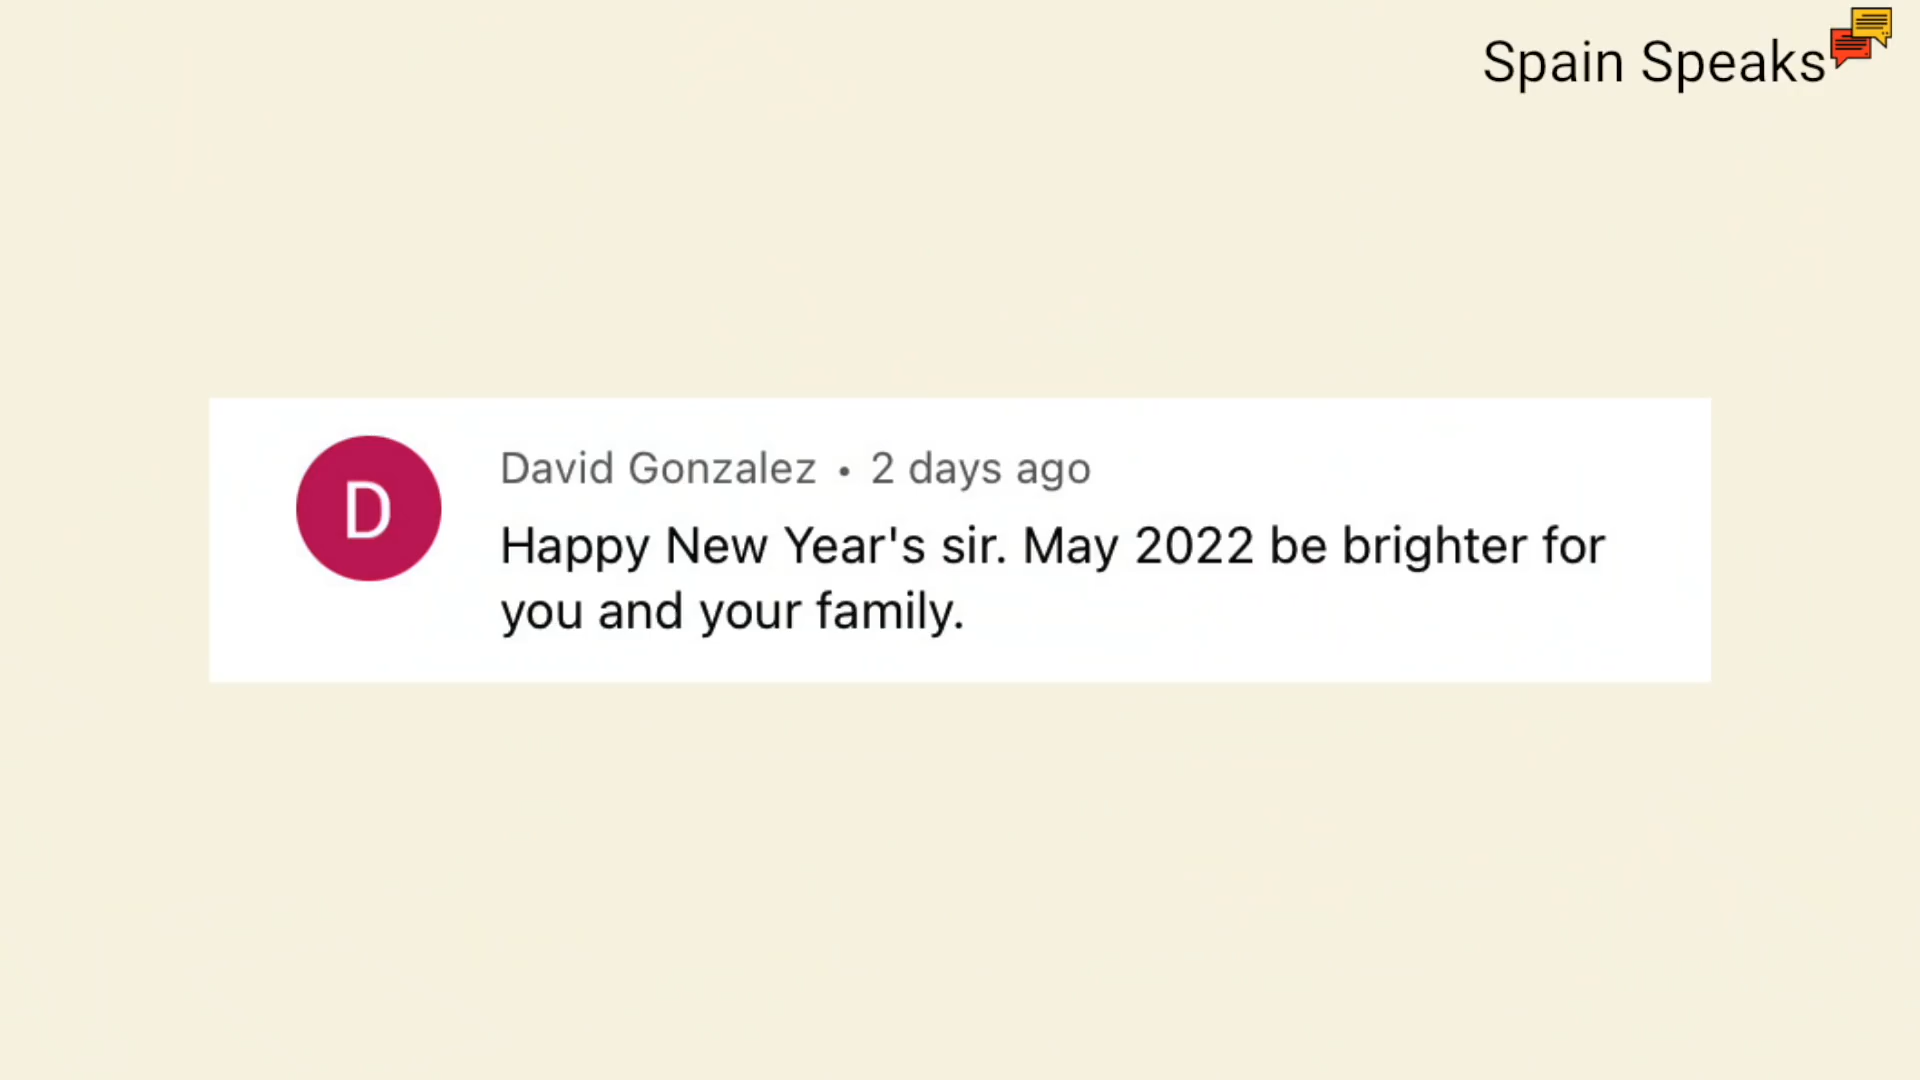 Spain Speaks
D
David Gonzalez • 2 days ago
Happy New Year's sir. May 2022 be brighter for
you and your family.